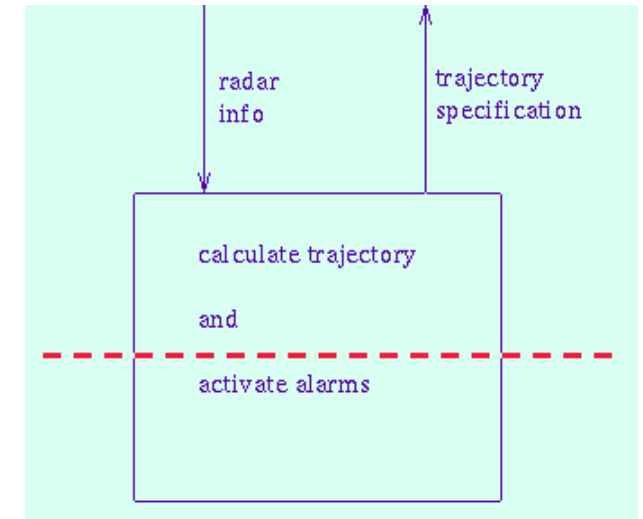 radar
info
trajectory
specification
calculate trajectory
and
activate alarms